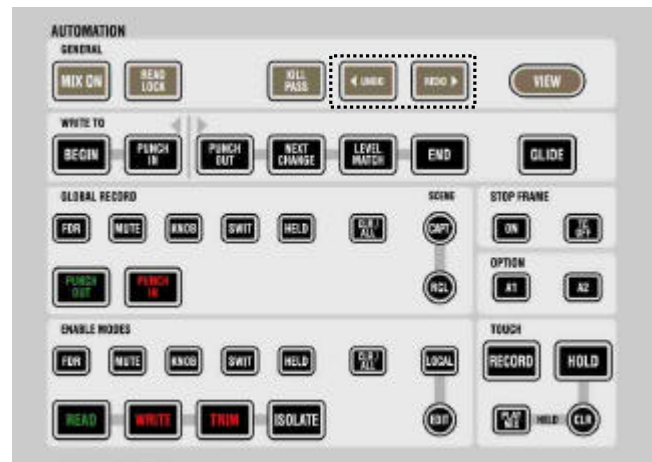 AUTOMATION
GENERAL
MIX ON
READ
LOCK
KILL
PASS
◄ UNDO
REDO ►
VIEW
WRITE TO
BEGIN
PUNCH
IN
PUNCH
OUT
NEXT
CHANGE
LEVEL
MATCH
END
GLIDE
GLOBAL RECORD
SCENE
STOP FRAME
FDR
MUTE
KNOB
SWIT
HELD
CLR/
ALL
CAPT
ON
TC
OFF
PUNCH
OUT
PUNCH
IN
RCL
OPTION
A1
A2
ENABLE MODES
TOUCH
FDR
MUTE
KNOB
SWIT
HELD
CLR/
ALL
LOCAL
RECORD
HOLD
READ
WRITE
TRIM
ISOLATE
EDIT
HELD
CLR